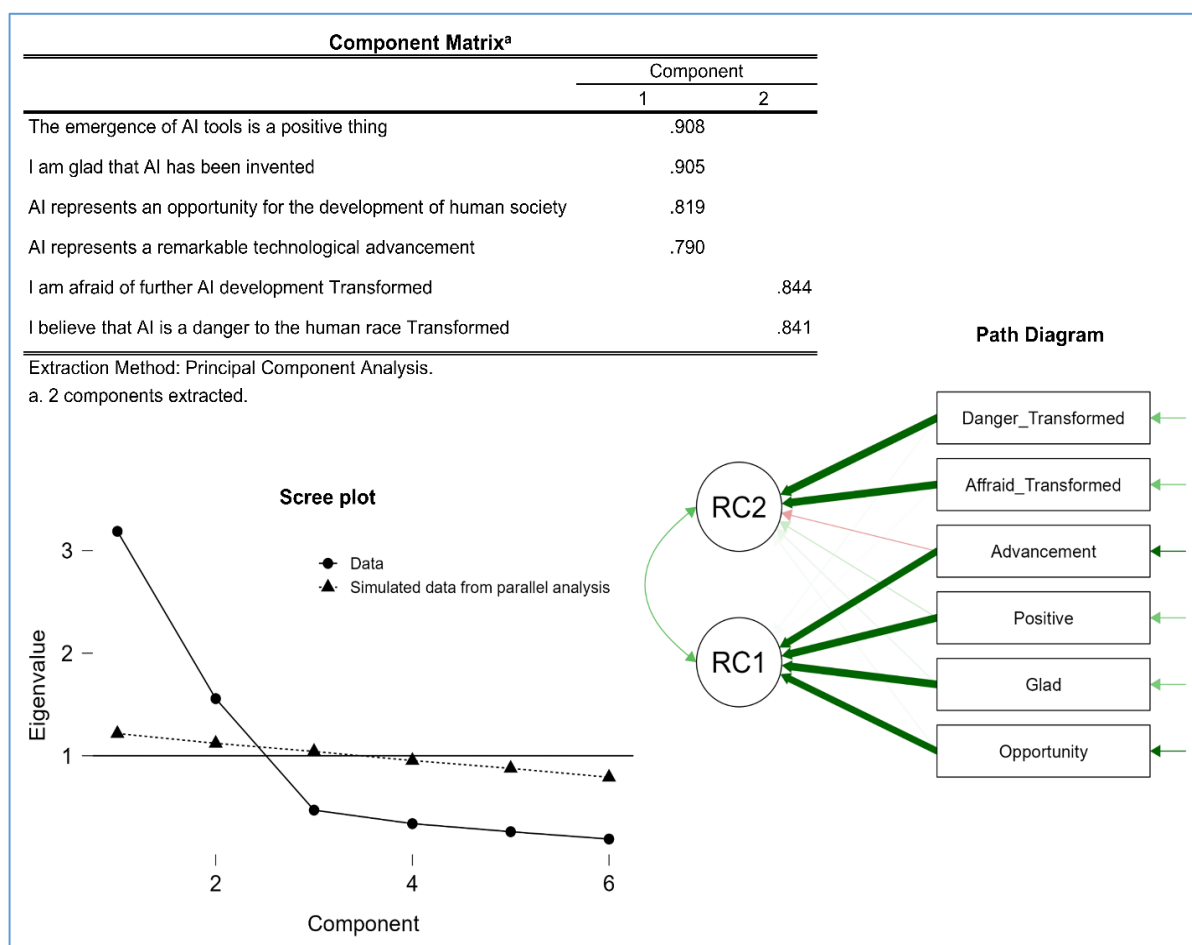 Component Matrixᵃ
Component
1 2
The emergence of AI tools is a positive thing .908
I am glad that AI has been invented .905
AI represents an opportunity for the development of human society .819
AI represents a remarkable technological advancement .790
I am afraid of further AI development Transformed .844
I believe that AI is a danger to the human race Transformed .841
Extraction Method: Principal Component Analysis.
a. 2 components extracted.
Path Diagram
Danger_Transformed
Affraid_Transformed
Advancement
Positive
Glad
Opportunity
RC2
RC1
Scree plot
Data
Simulated data from parallel analysis
Eigenvalue
3
2
1
2 4 6
Component